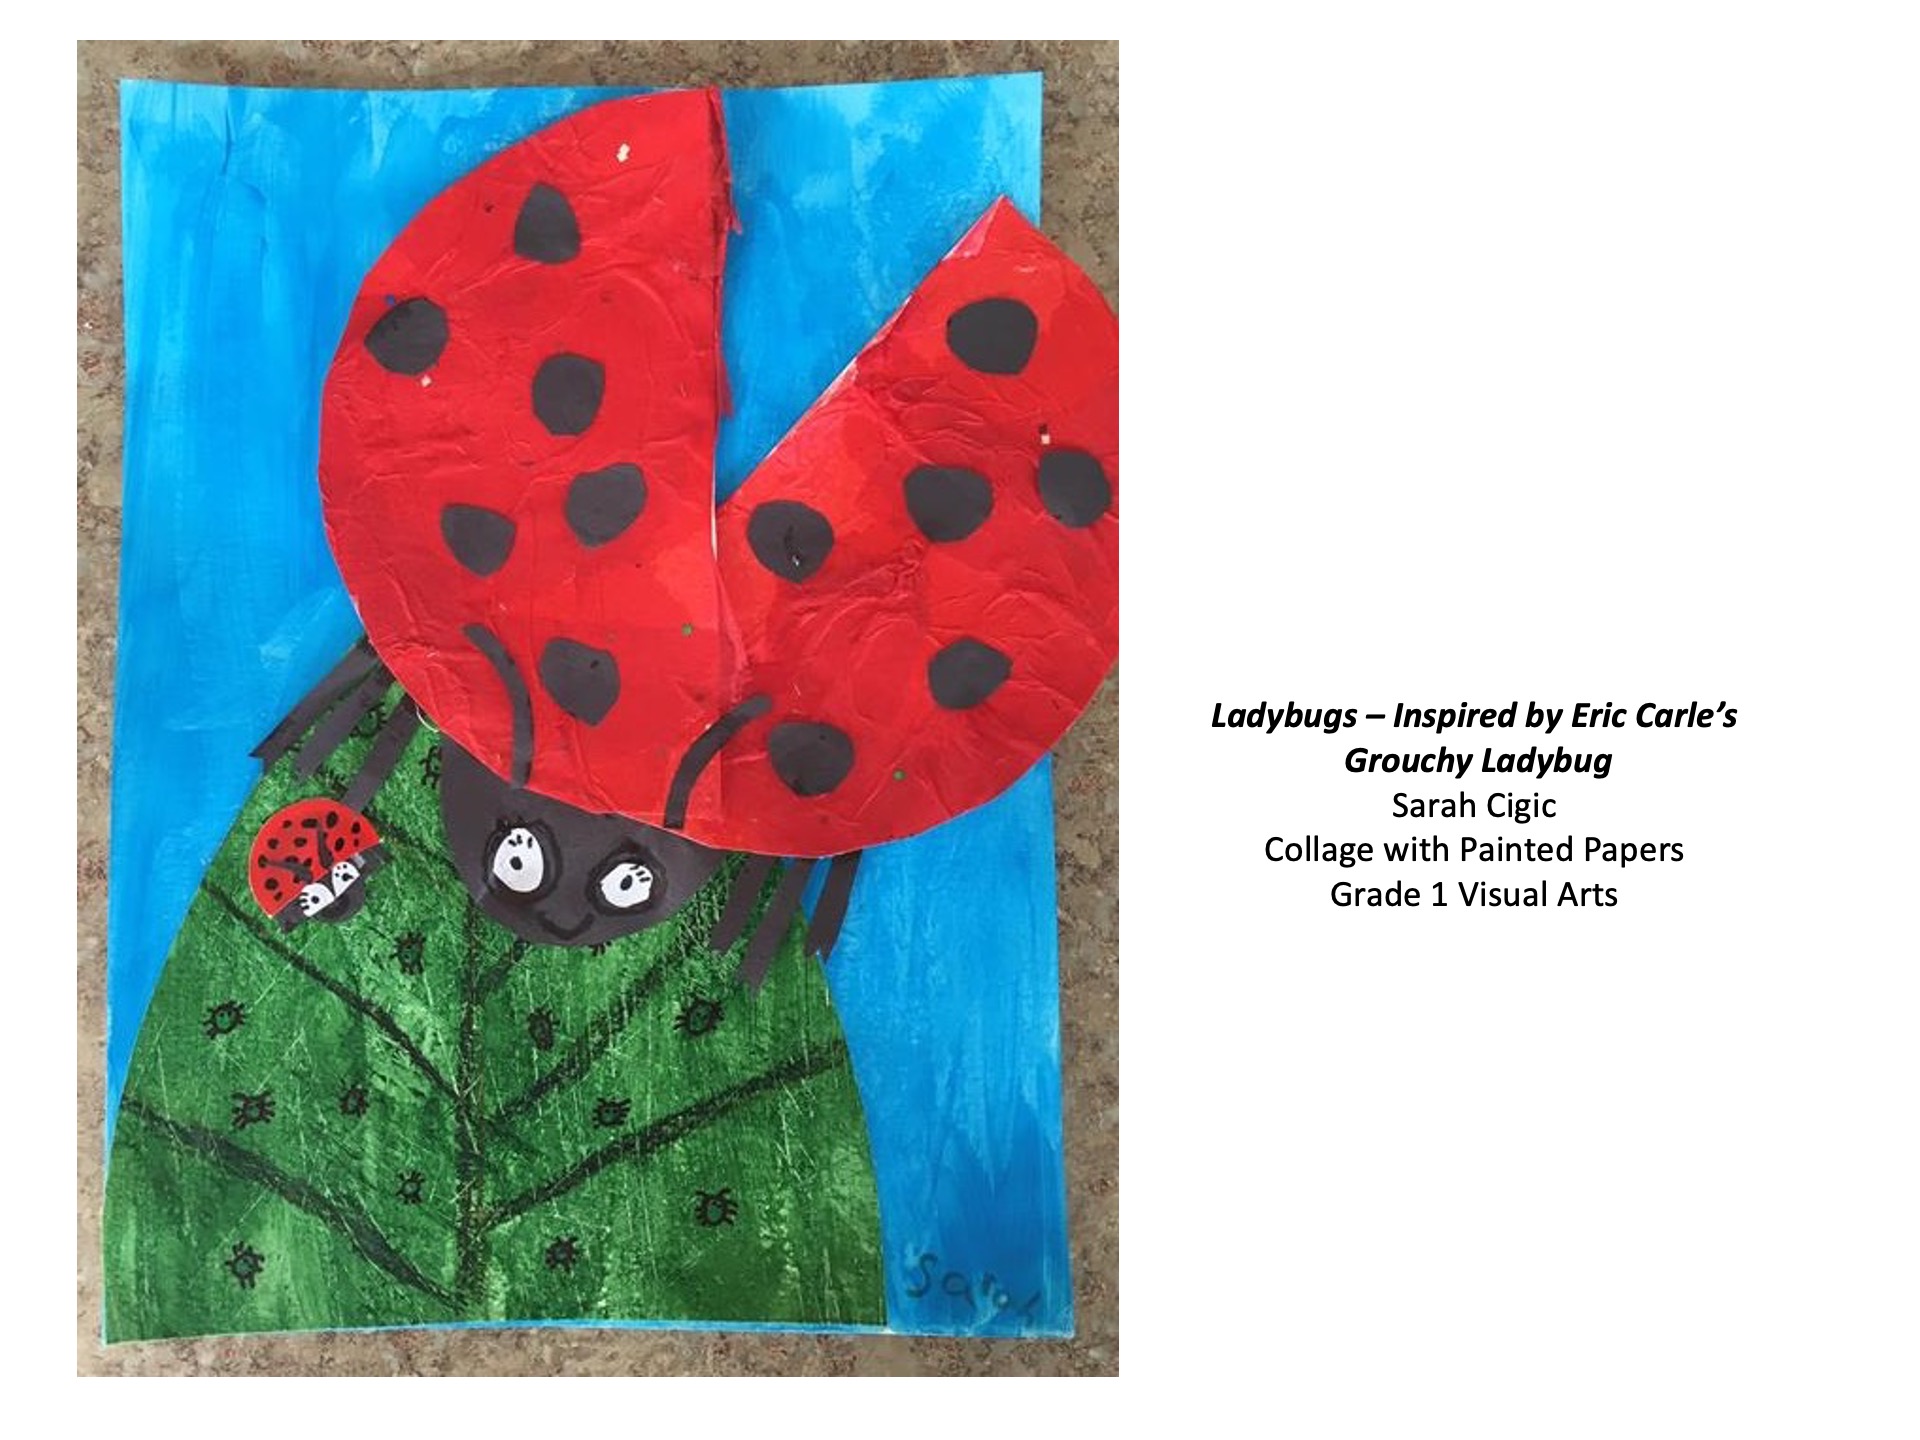 Ladybugs – Inspired by Eric Carle’s
Grouchy Ladybug
Sarah Cigic
Collage with Painted Papers
Grade 1 Visual Arts
Sarah